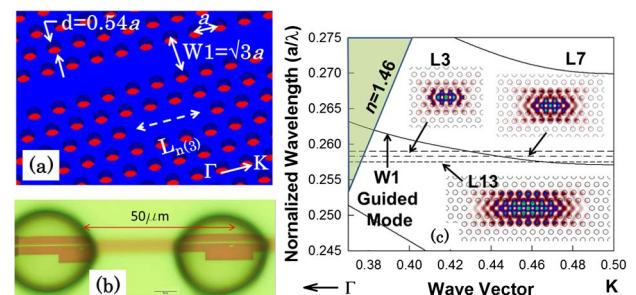 d=0.54a
a
W1=√3a
Ln(3)
Γ
K
(a)
50μm
(b)
Normalized Wavelength (a/λ)
0.275
0.270
0.265
0.260
0.255
0.250
0.245
n=1.46
L3
L7
W1
Guided
Mode
L13
(c)
0.38 0.40 0.42 0.44 0.46 0.48 0.50
Γ
Wave Vector
K